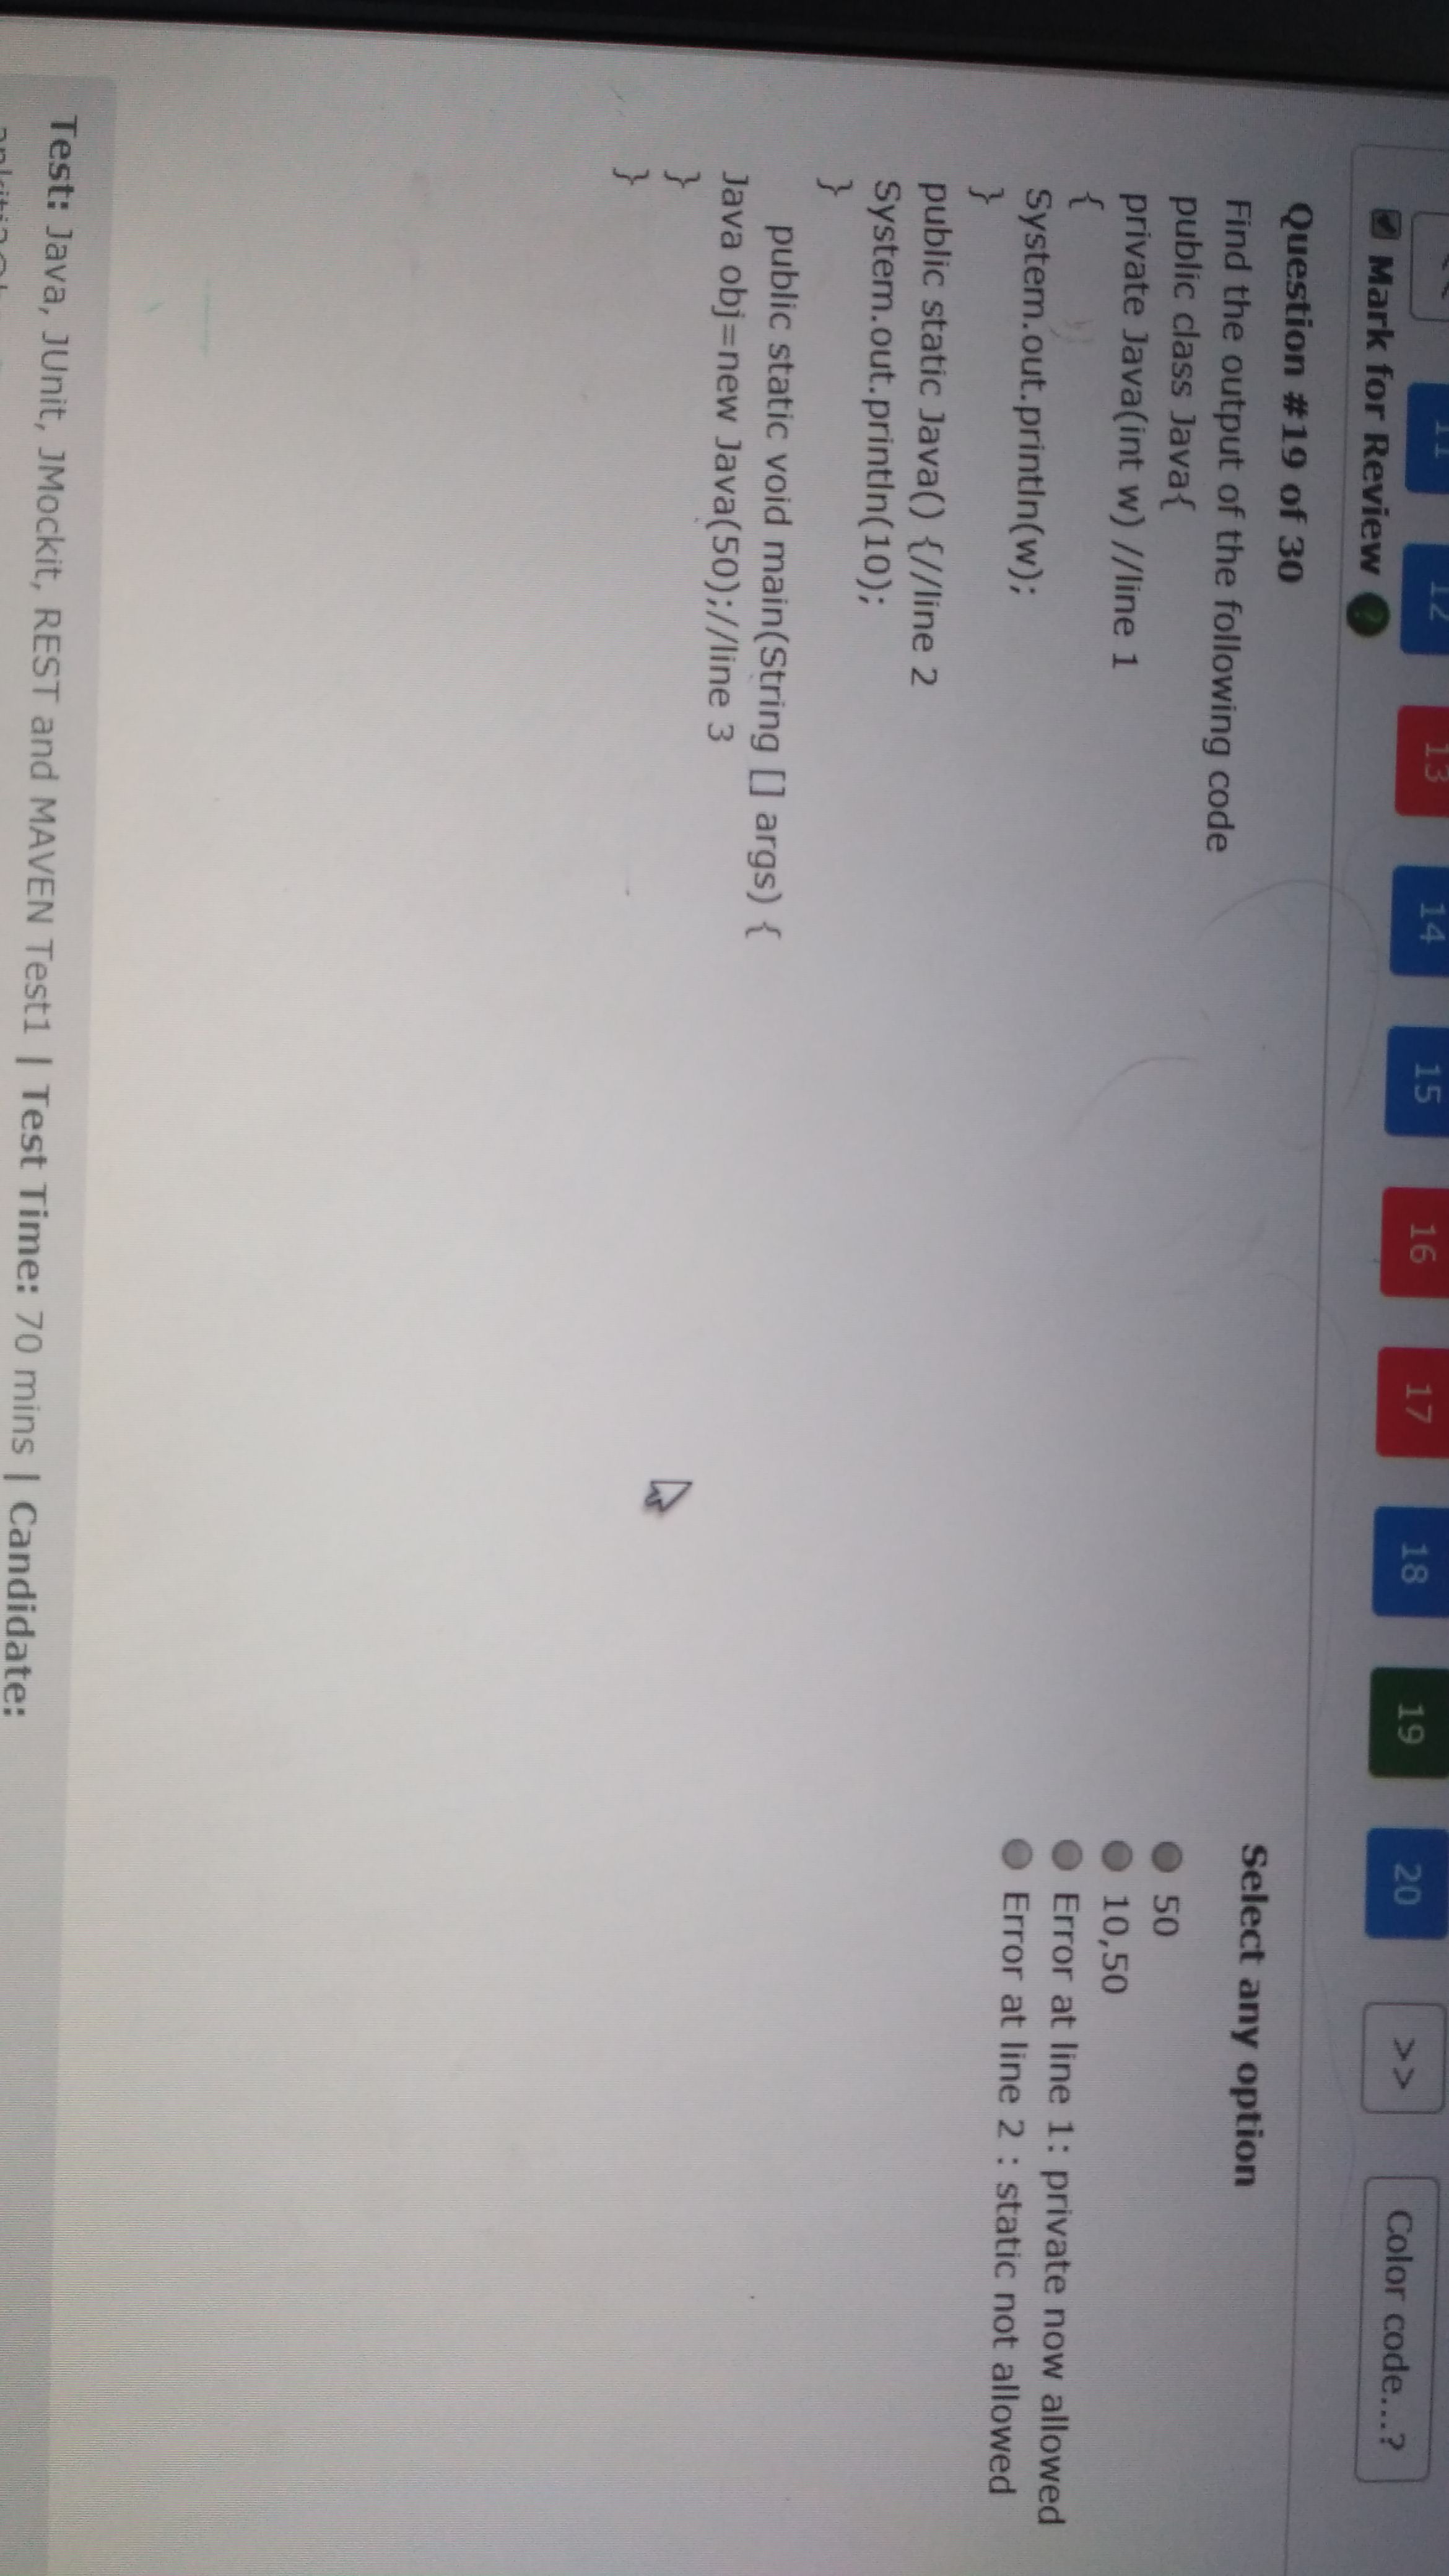 11 12 13 14 15 16 17 18 19 20 >> Color code...?
Mark for Review ?
Question #19 of 30
Find the output of the following code
public class Java{
private Java(int w) //line 1
{
System.out.println(w);
}
public static Java() {//line 2
System.out.println(10);
}
public static void main(String [] args) {
Java obj=new Java(50);//line 3
}
}
Select any option
50
10,50
Error at line 1: private now allowed
Error at line 2 : static not allowed
Test: Java, JUnit, JMockit, REST and MAVEN Test1 | Test Time: 70 mins | Candidate: